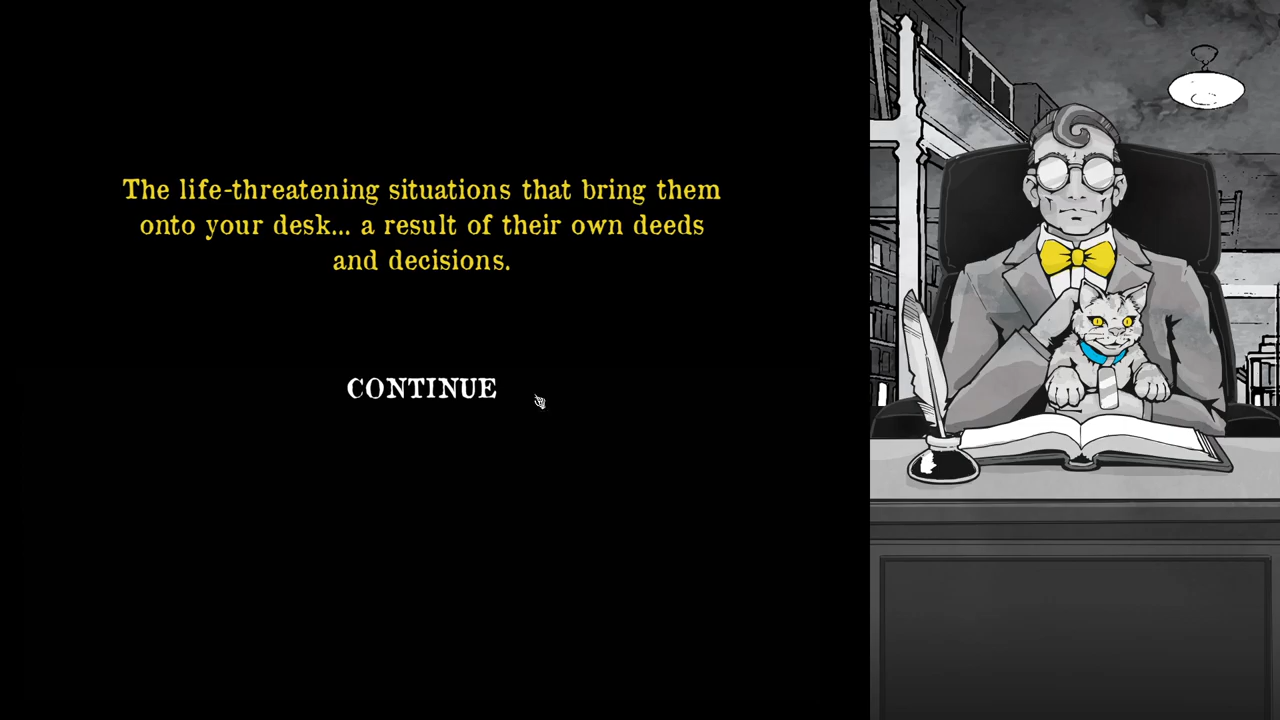 The life-threatening situations that bring them
onto your desk... a result of their own deeds
and decisions.
CONTINUE